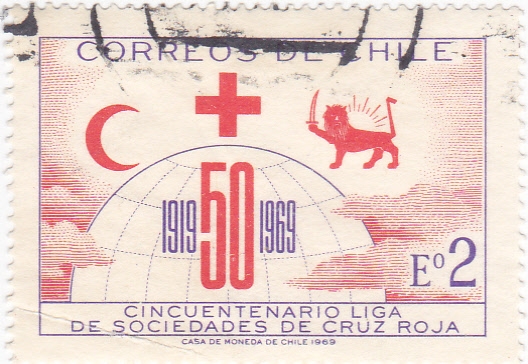 CORREOS DE CHILE
1919 50 1969
Eº2
CINCUENTENARIO LIGA
DE SOCIEDADES DE CRUZ ROJA
CASA DE MONEDA DE CHILE 1969